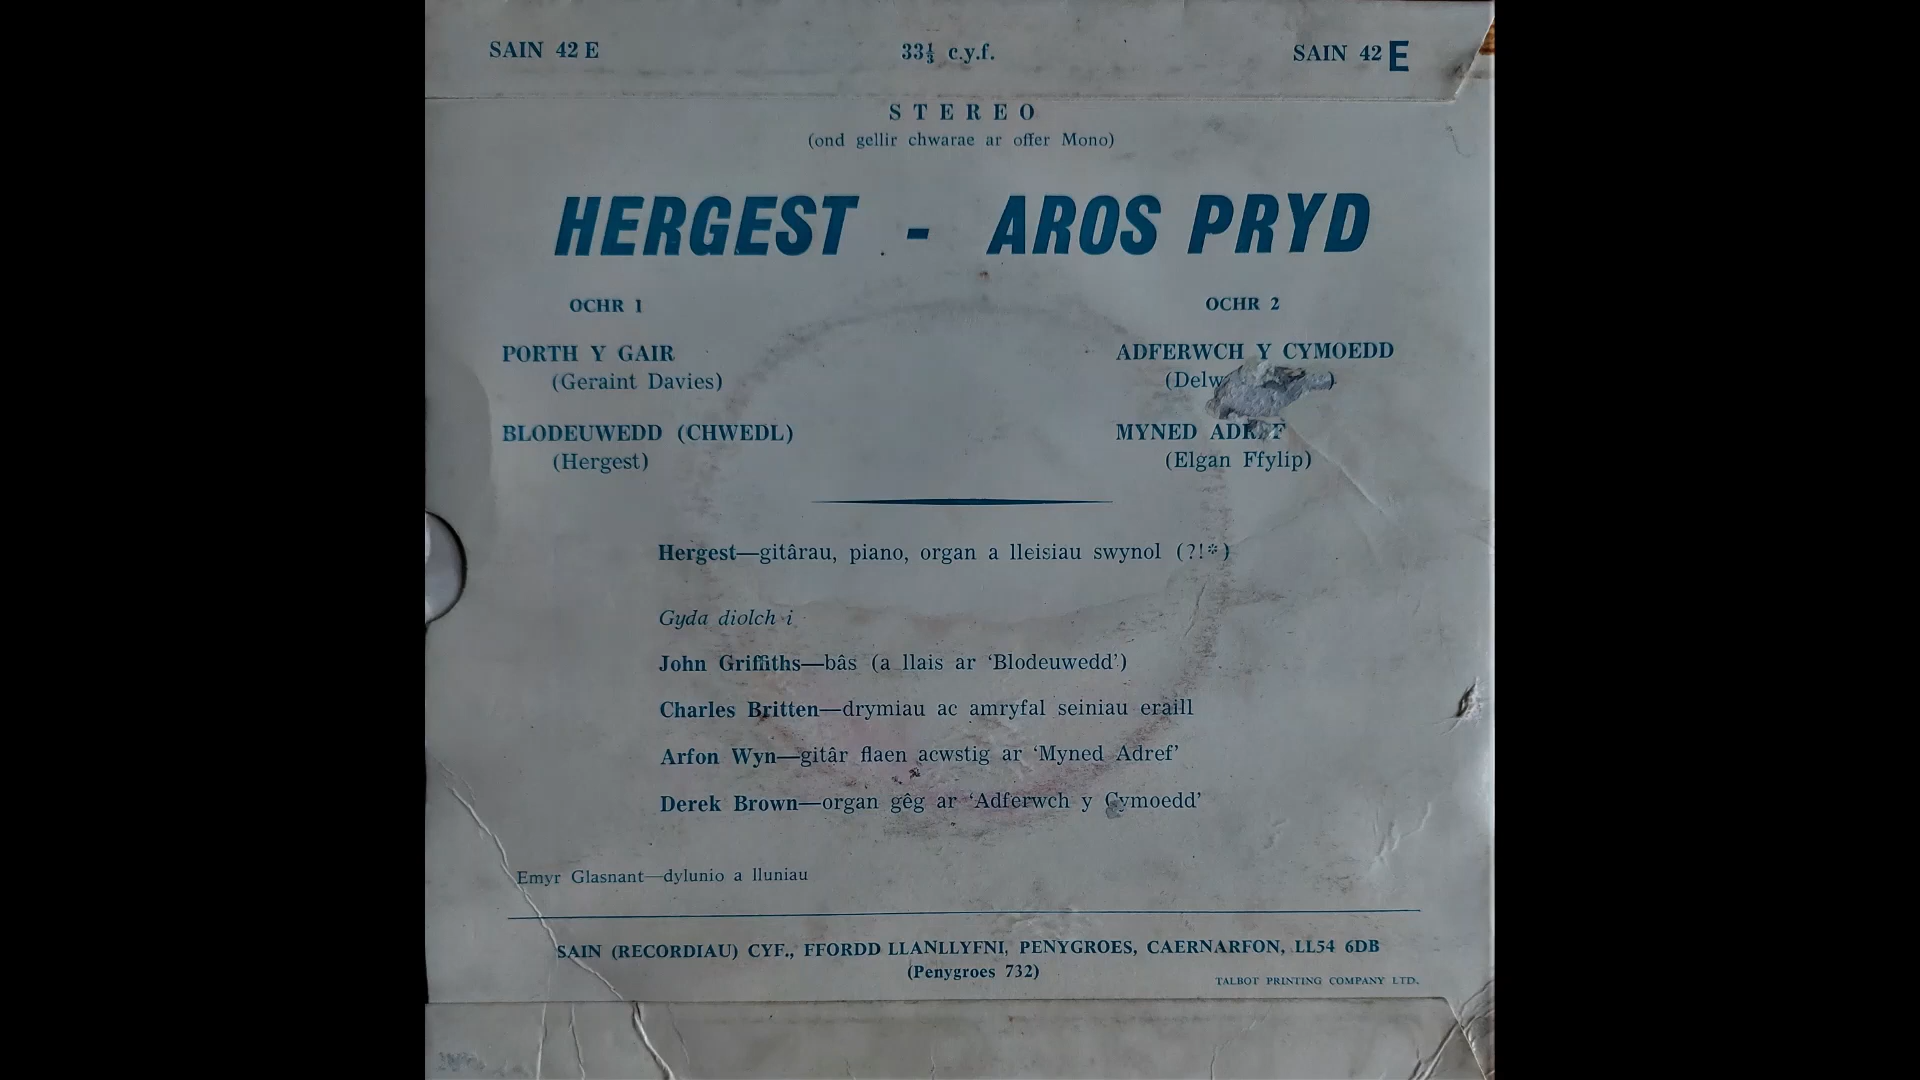 SAIN 42 E 33⅓ c.y.f. SAIN 42 E
STEREO
(ond gellir chwarae ar offer Mono)
HERGEST - AROS PRYD
OCHR 1
PORTH Y GAIR
(Geraint Davies)
BLODEUWEDD (CHWEDL)
(Hergest)
OCHR 2
ADFERWCH Y CYMOEDD
MYNED ADREF
(Elgan Ffylip)
Hergest—gitârau, piano, organ a lleisiau swynol (?!*)
Gyda diolch i
John Griffiths—bâs (a llais ar ‘Blodeuwedd’)
Charles Britten—drymiau ac amryfal seiniau eraill
Arfon Wyn—gitâr flaen acwstig ar ‘Myned Adref’
Derek Brown—organ gêg ar ‘Adferwch y Cymoedd’
Emyr Glasnant—dylunio a lluniau
SAIN (RECORDIAU) CYF., FFORDD LLANLLYFNI, PENYGROES, CAERNARFON, LL54 6DB
(Penygroes 732)
TALBOT PRINTING COMPANY LTD.